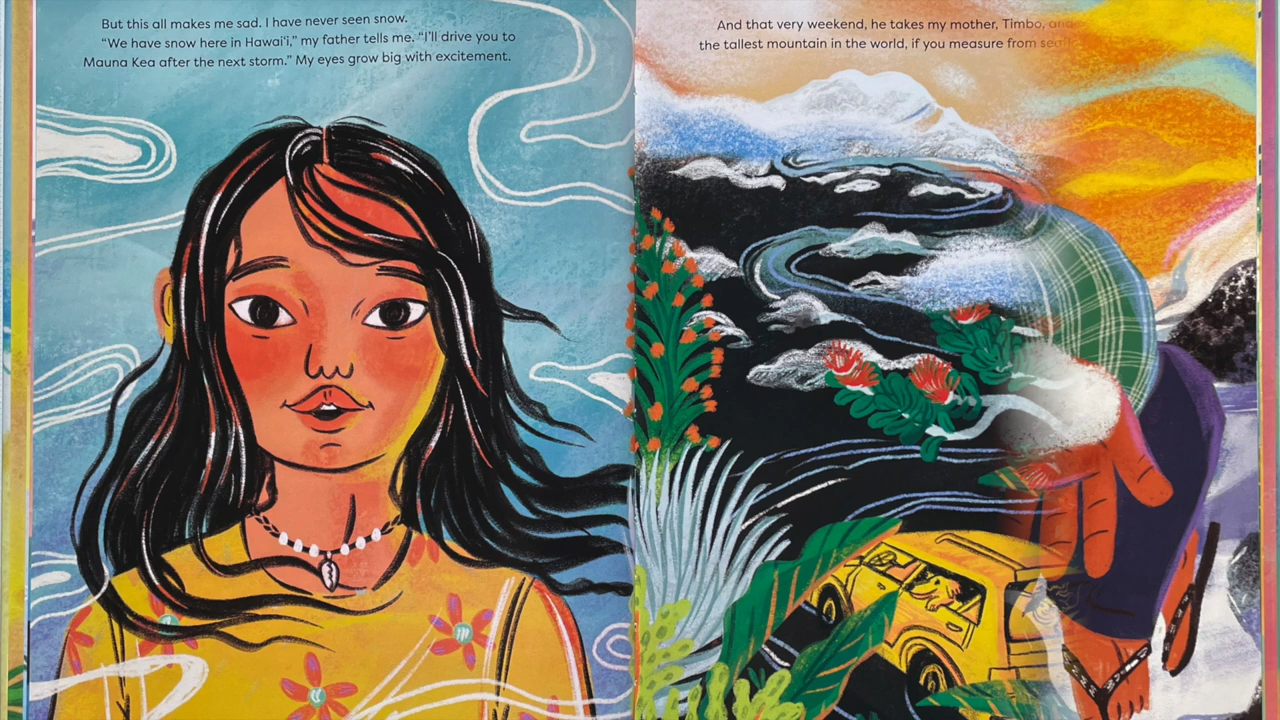 But this all makes me sad. I have never seen snow.
“We have snow here in Hawai‘i,” my father tells me. “I’ll drive you to
Mauna Kea after the next storm.” My eyes grow big with excitement.
And that very weekend, he takes my mother, Timbo, and
the tallest mountain in the world, if you measure from